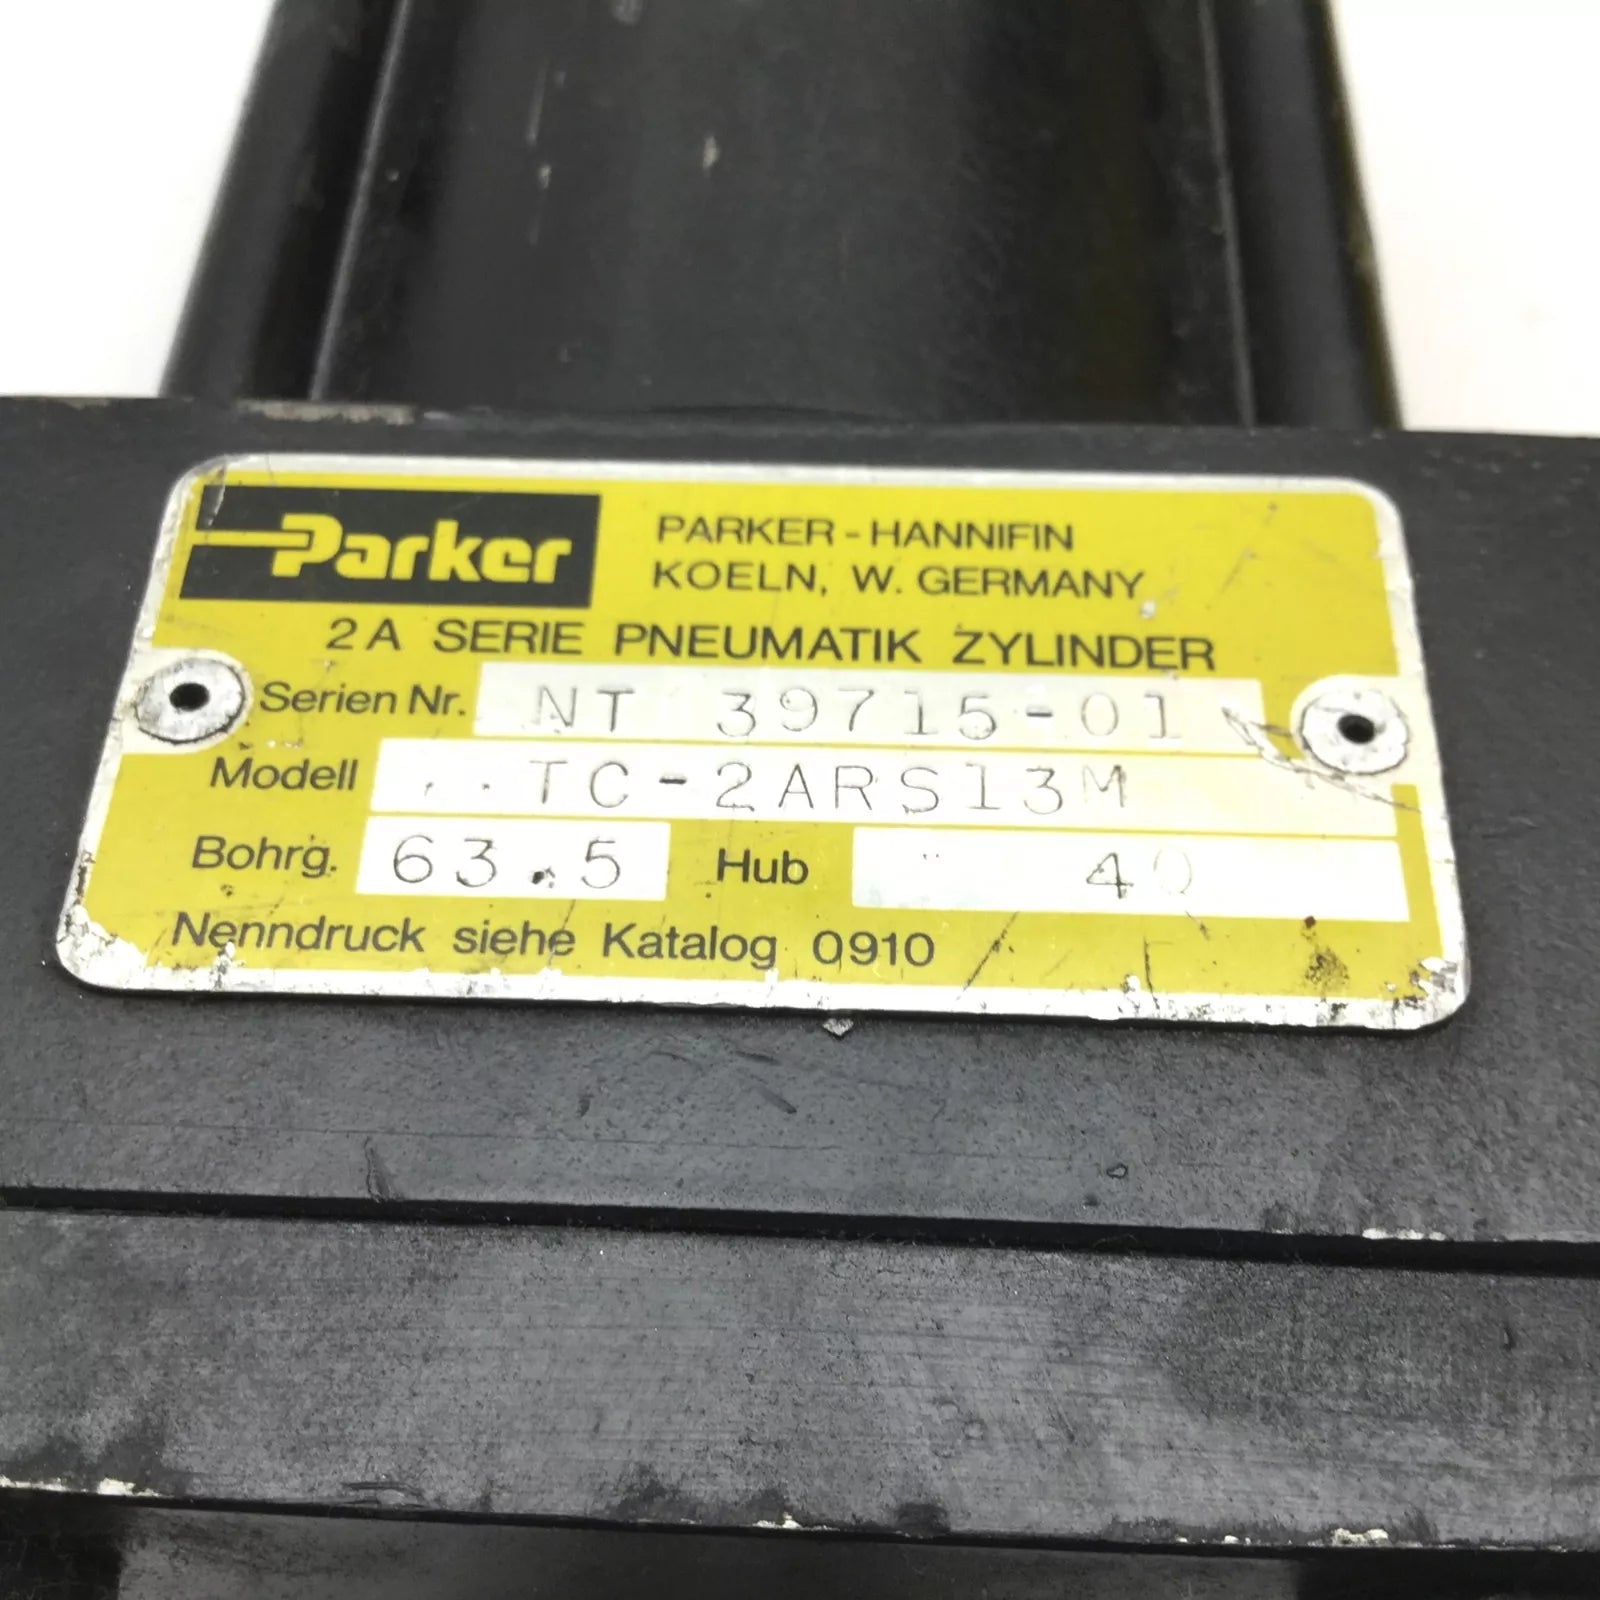 Parker
PARKER-HANNIFIN
KOELN, W. GERMANY
2A SERIE PNEUMATIK ZYLINDER
Serien Nr. NT 39715-01
Modell ..TC-2ARS13M
Bohrg. 63.5 Hub 40
Nenndruck siehe Katalog 0910